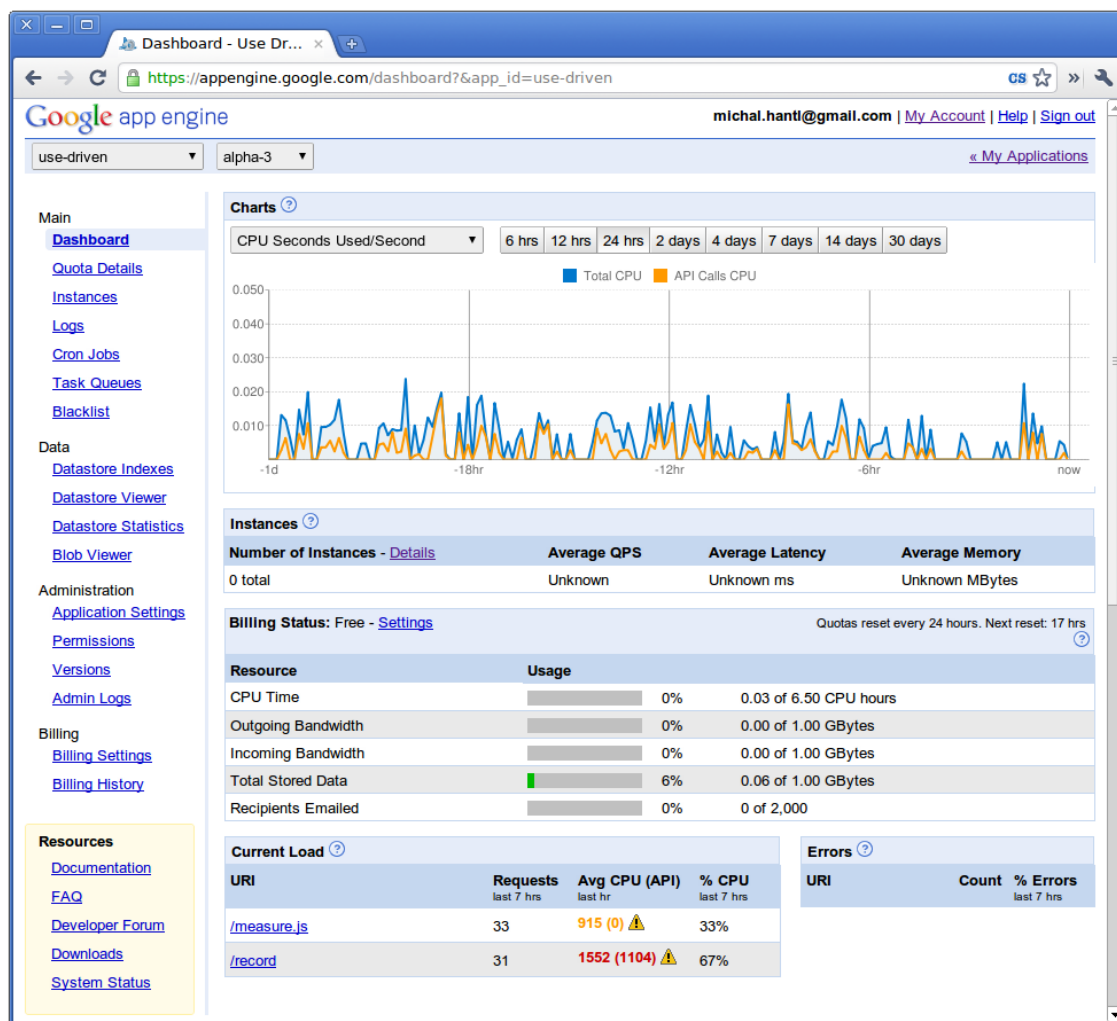 Dashboard - Use Dr...
https://appengine.google.com/dashboard?&app_id=use-driven
CS
»
Google app engine
michal.hantl@gmail.com | My Account | Help | Sign out
use-driven
alpha-3
« My Applications
Main
Dashboard
Quota Details
Instances
Logs
Cron Jobs
Task Queues
Blacklist
Data
Datastore Indexes
Datastore Viewer
Datastore Statistics
Blob Viewer
Administration
Application Settings
Permissions
Versions
Admin Logs
Billing
Billing Settings
Billing History
Resources
Documentation
FAQ
Developer Forum
Downloads
System Status
Charts ?
CPU Seconds Used/Second
6 hrs 12 hrs 24 hrs 2 days 4 days 7 days 14 days 30 days
Total CPU API Calls CPU
0.050
0.040
0.030
0.020
0.010
-1d -18hr -12hr -6hr now
Instances ?
Number of Instances - Details Average QPS Average Latency Average Memory
0 total Unknown Unknown ms Unknown MBytes
Billing Status: Free - Settings Quotas reset every 24 hours. Next reset: 17 hrs
?
Resource Usage
CPU Time 0% 0.03 of 6.50 CPU hours
Outgoing Bandwidth 0% 0.00 of 1.00 GBytes
Incoming Bandwidth 0% 0.00 of 1.00 GBytes
Total Stored Data 6% 0.06 of 1.00 GBytes
Recipients Emailed 0% 0 of 2,000
Current Load ?
URI Requests Avg CPU (API) % CPU
last 7 hrs last hr last 7 hrs
/measure.js 33 915 (0) 33%
/record 31 1552 (1104) 67%
Errors ?
URI Count % Errors
last 7 hrs